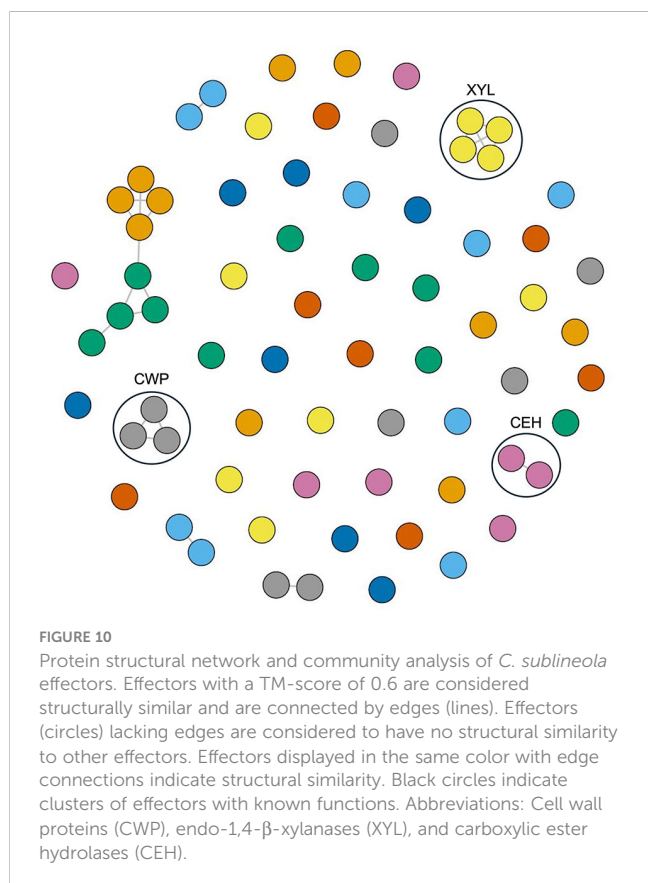 XYL
CWP
CEH
FIGURE 10
Protein structural network and community analysis of C. sublineola
effectors. Effectors with a TM-score of 0.6 are considered
structurally similar and are connected by edges (lines). Effectors
(circles) lacking edges are considered to have no structural similarity
to other effectors. Effectors displayed in the same color with edge
connections indicate structural similarity. Black circles indicate
clusters of effectors with known functions. Abbreviations: Cell wall
proteins (CWP), endo-1,4-β-xylanases (XYL), and carboxylic ester
hydrolases (CEH).